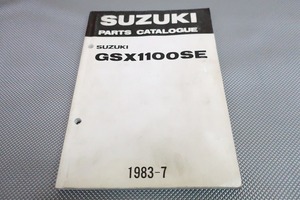 SUZUKI
PARTS CATALOGUE
SUZUKI
GSX1100SE
1983-7